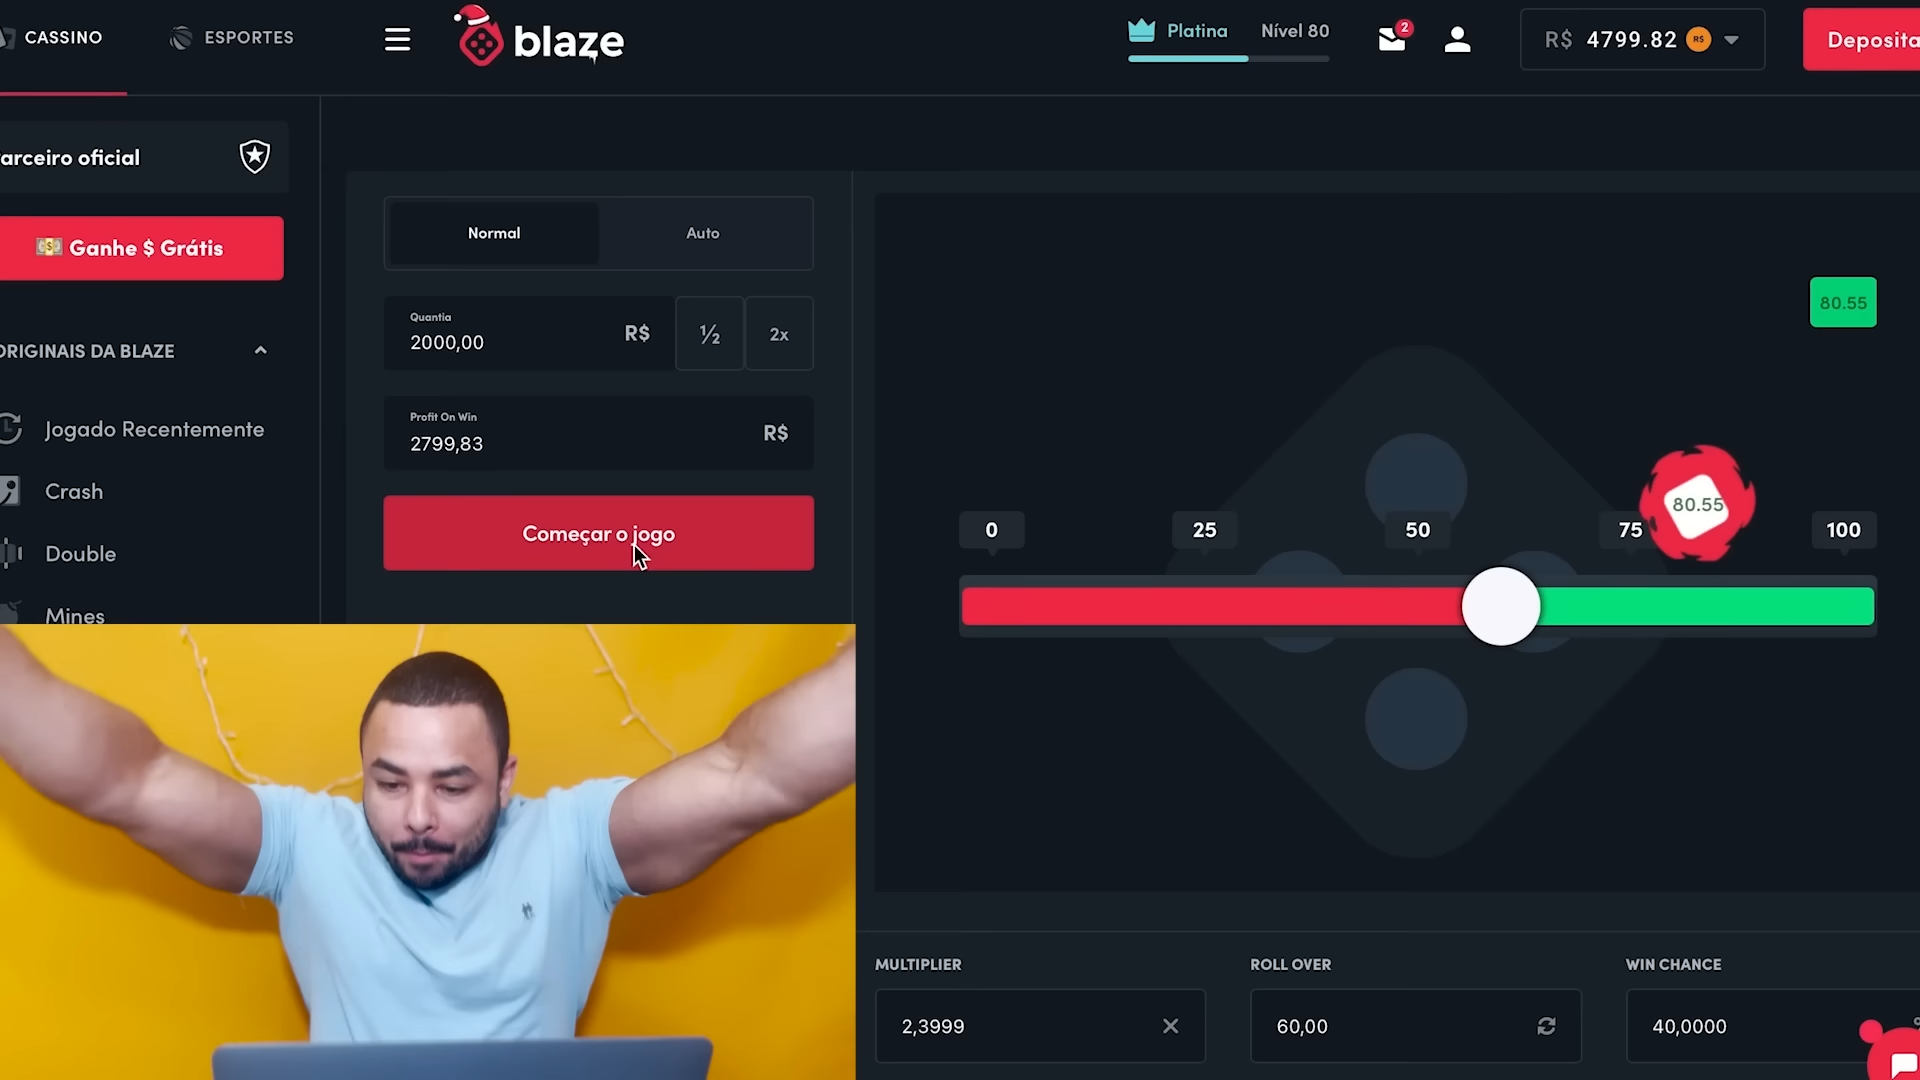 CASSINO
ESPORTES
blaze
Platina
Nível 80
2
R$ 4799.82 R$
Deposita
arceiro oficial
Ganhe $ Grátis
ORIGINAIS DA BLAZE
Jogado Recentemente
Crash
Double
Mines
Normal
Auto
Quantia
2000,00
R$
½
2x
Profit On Win
2799,83
R$
Começar o jogo
80.55
80.55
0
25
50
75
100
MULTIPLIER
ROLL OVER
WIN CHANCE
2,3999
60,00
40,0000